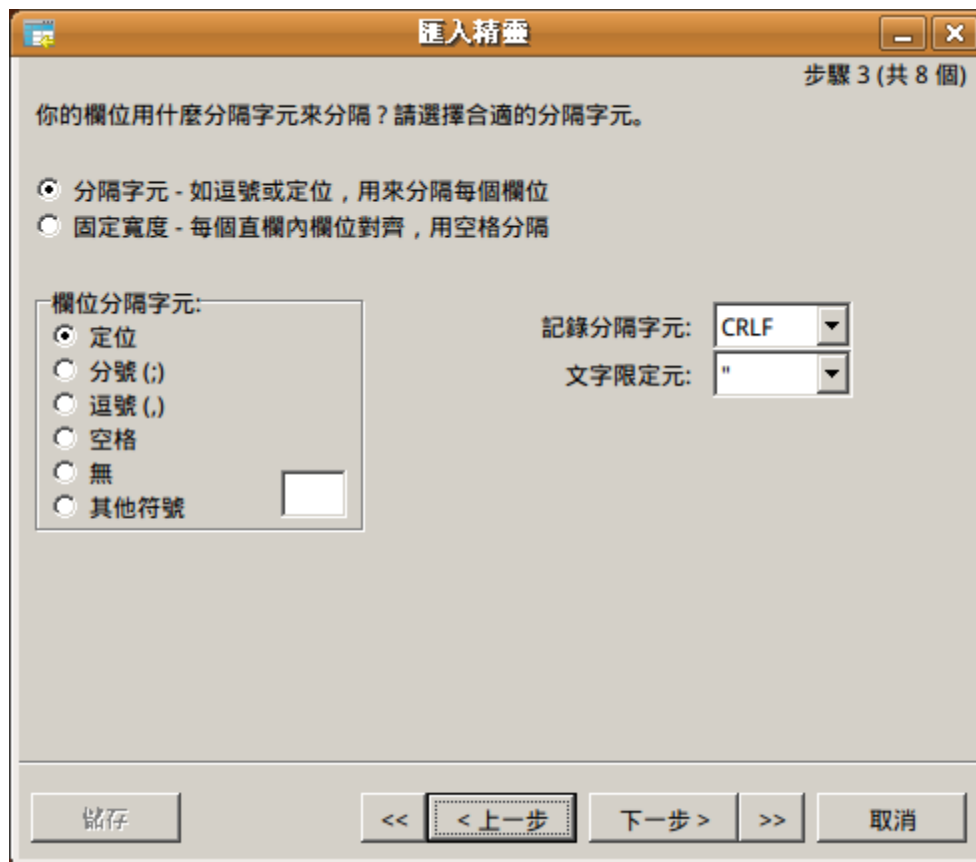 匯入精靈
步驟 3 (共 8 個)
你的欄位用什麼分隔字元來分隔?請選擇合適的分隔字元。
分隔字元 - 如逗號或定位,用來分隔每個欄位
固定寬度 - 每個直欄內欄位對齊,用空格分隔
欄位分隔字元:
定位
分號 (;)
逗號 (,)
空格
無
其他符號
記錄分隔字元: CRLF
文字限定元: "
儲存 << < 上一步 下一步 > >> 取消